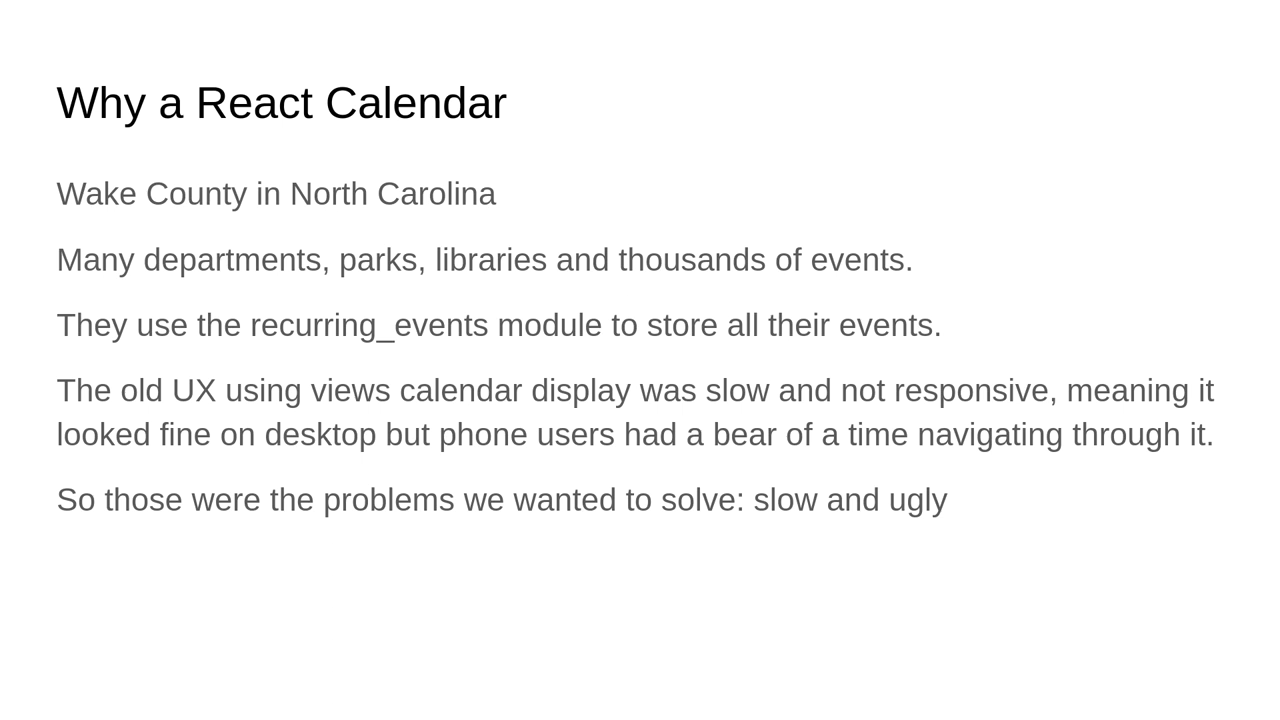 Why a React Calendar
Wake County in North Carolina
Many departments, parks, libraries and thousands of events.
They use the recurring_events module to store all their events.
The old UX using views calendar display was slow and not responsive, meaning it
looked fine on desktop but phone users had a bear of a time navigating through it.
So those were the problems we wanted to solve: slow and ugly